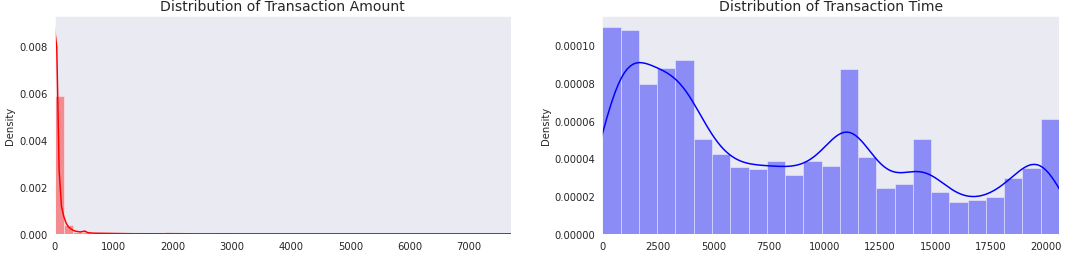 Distribution of Transaction Amount
Density
0.008
0.006
0.004
0.002
0.000
0 1000 2000 3000 4000 5000 6000 7000
Distribution of Transaction Time
Density
0.00010
0.00008
0.00006
0.00004
0.00002
0.00000
0 2500 5000 7500 10000 12500 15000 17500 20000